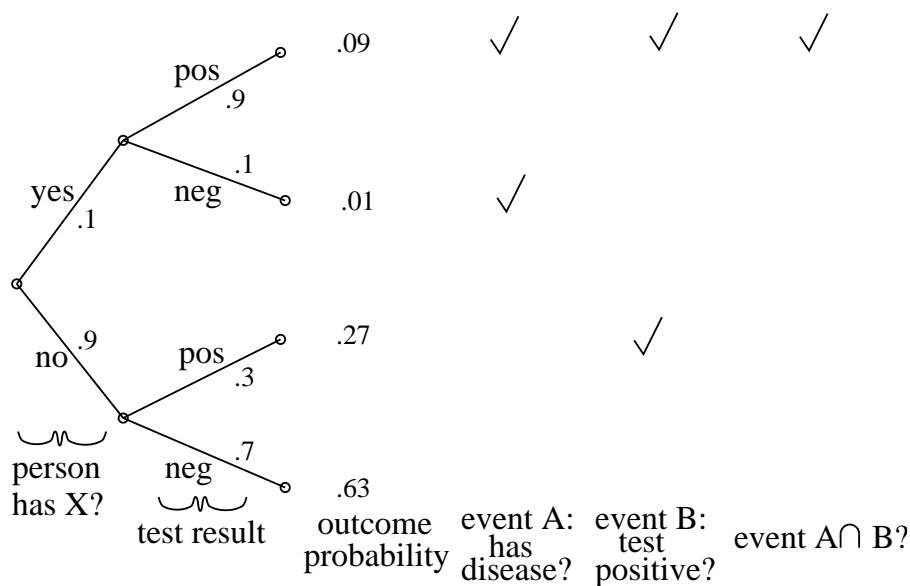 .09
pos
.9
.1
yes
neg
.01
.1
.9
pos
.27
no
.3
.7
person
neg
.63
has X?
test result
outcome
probability
event A:
has
disease?
event B:
test
positive?
event A∩ B?